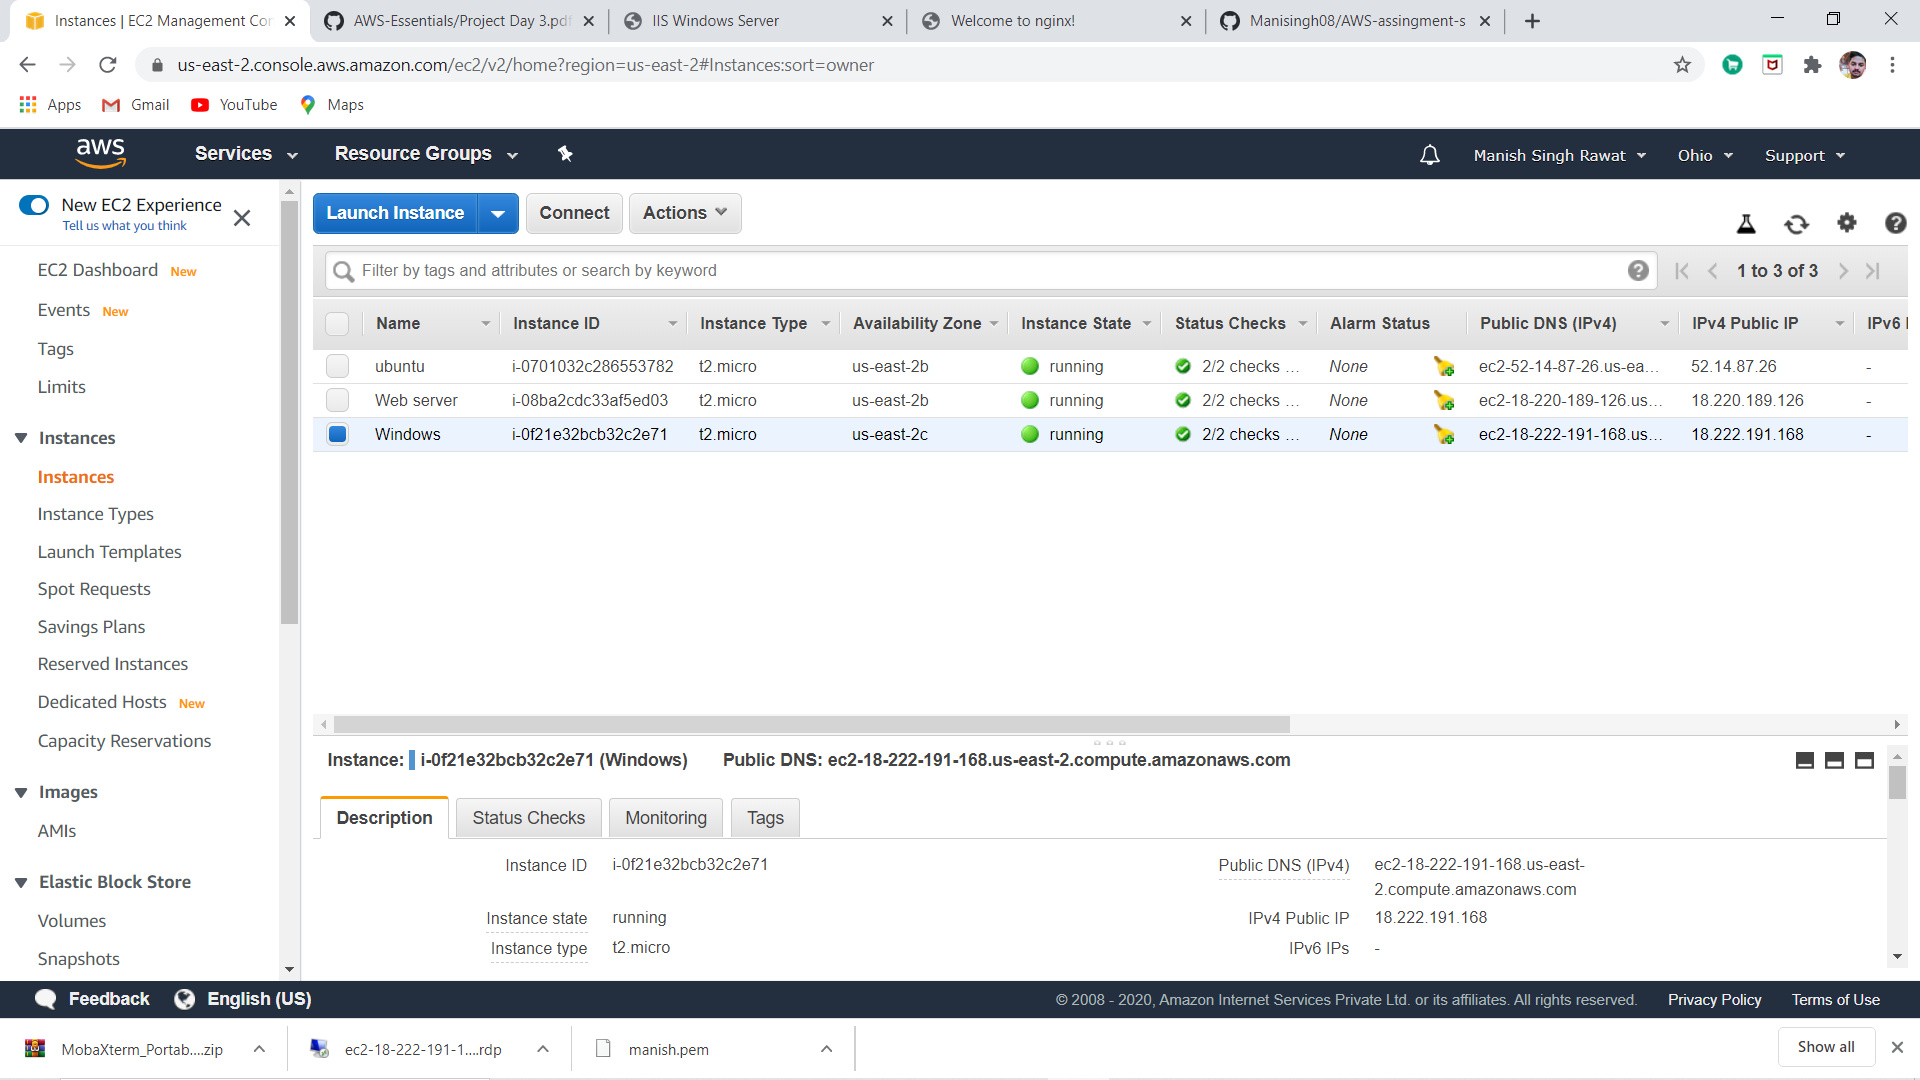 Instances | EC2 Management Con
AWS-Essentials/Project Day 3.pdf
IIS Windows Server
Welcome to nginx!
Manisingh08/AWS-assingment-s
us-east-2.console.aws.amazon.com/ec2/v2/home?region=us-east-2#Instances:sort=owner
Apps
Gmail
YouTube
Maps
aws
Services
Resource Groups
Manish Singh Rawat
Ohio
Support
New EC2 Experience
Tell us what you think
EC2 Dashboard New
Events New
Tags
Limits
Instances
Instances
Instance Types
Launch Templates
Spot Requests
Savings Plans
Reserved Instances
Dedicated Hosts New
Capacity Reservations
Images
AMIs
Elastic Block Store
Volumes
Snapshots
Launch Instance
Connect
Actions
Filter by tags and attributes or search by keyword
1 to 3 of 3
Name Instance ID Instance Type Availability Zone Instance State Status Checks Alarm Status Public DNS (IPv4) IPv4 Public IP IPv6 I
ubuntu i-0701032c286553782 t2.micro us-east-2b running 2/2 checks ... None ec2-52-14-87-26.us-ea... 52.14.87.26 -
Web server i-08ba2cdc33af5ed03 t2.micro us-east-2b running 2/2 checks ... None ec2-18-220-189-126.us... 18.220.189.126 -
Windows i-0f21e32bcb32c2e71 t2.micro us-east-2c running 2/2 checks ... None ec2-18-222-191-168.us... 18.222.191.168 -
Instance: i-0f21e32bcb32c2e71 (Windows) Public DNS: ec2-18-222-191-168.us-east-2.compute.amazonaws.com
Description
Status Checks
Monitoring
Tags
Instance ID i-0f21e32bcb32c2e71
Instance state running
Instance type t2.micro
Public DNS (IPv4) ec2-18-222-191-168.us-east-
2.compute.amazonaws.com
IPv4 Public IP 18.222.191.168
IPv6 IPs -
Feedback
English (US)
© 2008 - 2020, Amazon Internet Services Private Ltd. or its affiliates. All rights reserved.
Privacy Policy
Terms of Use
MobaXterm_Portab....zip
ec2-18-222-191-1....rdp
manish.pem
Show all